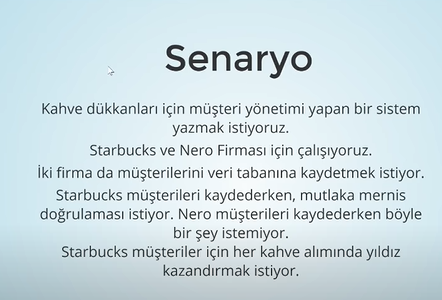 Senaryo
Kahve dükkanları için müşteri yönetimi yapan bir sistem
yazmak istiyoruz.
Starbucks ve Nero Firması için çalışıyoruz.
İki firma da müşterilerini veri tabanına kaydetmek istiyor.
Starbucks müşterileri kaydederken, mutlaka mernis
doğrulaması istiyor. Nero müşterileri kaydederken böyle
bir şey istemiyor.
Starbucks müşteriler için her kahve alımında yıldız
kazandırmak istiyor.